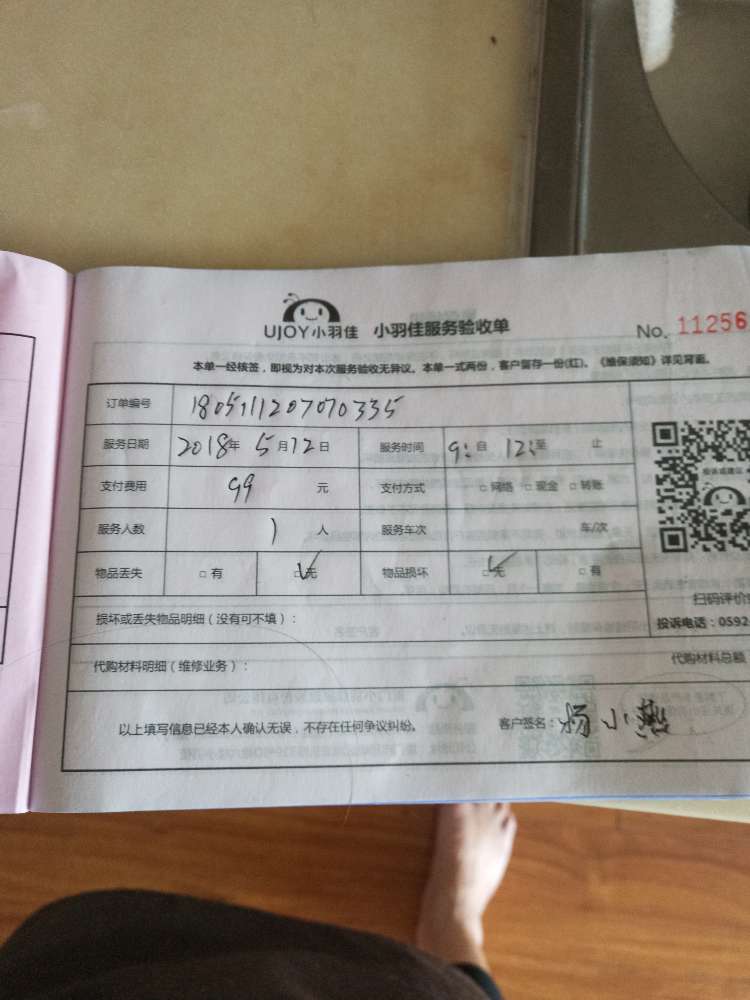 UJOY小羽佳 小羽佳服务验收单 No. 11256
本单一经核签，即视为对本次服务验收无异议。本单一式两份，客户留存一份(红)。《维保须知》详见背面。
订单编号 180511120707033​5
服务日期 2018年 5月12日 服务时间 9:自 12:至 止
支付费用 99 元 支付方式 □网络 □现金 □转账
服务人数 1 人 服务车次 车/次
物品丢失 □有 □无 物品损坏 □无 □有
投诉或建议
扫码评价
损坏或丢失物品明细（没有可不填）：
投诉电话：0592
代购材料明细（维修业务）： 代购材料总额
以上填写信息已经本人确认无误，不存在任何争议纠纷。 客户签名：杨小燕